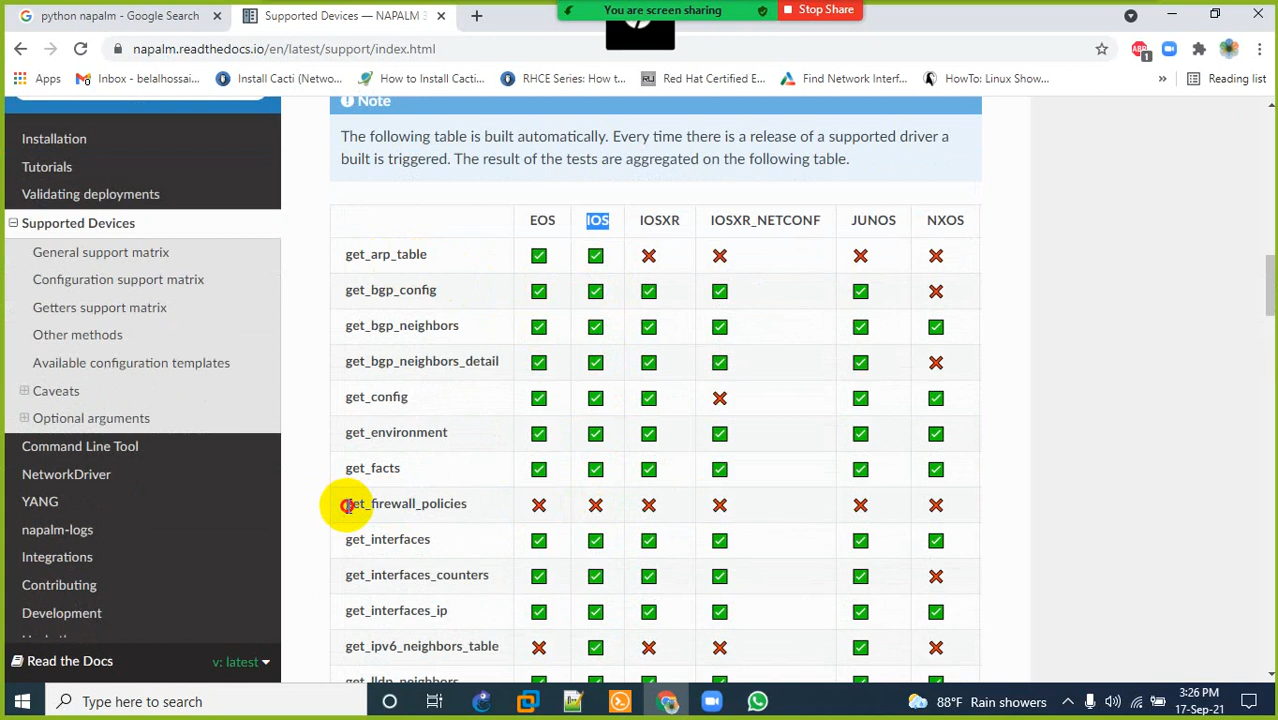 python napalm - Google Search
Supported Devices — NAPALM 3
You are screen sharing
Stop Share
napalm.readthedocs.io/en/latest/support/index.html
Apps
Inbox - belalhossai...
Install Cacti (Netwo...
How to Install Cacti...
RHCE Series: How t...
Red Hat Certified E...
Find Network Interf...
HowTo: Linux Show...
Reading list
Installation
Tutorials
Validating deployments
Supported Devices
General support matrix
Configuration support matrix
Getters support matrix
Other methods
Available configuration templates
Caveats
Optional arguments
Command Line Tool
NetworkDriver
YANG
napalm-logs
Integrations
Contributing
Development
Read the Docs
v: latest
Note
The following table is built automatically. Every time there is a release of a supported driver a
built is triggered. The result of the tests are aggregated on the following table.
EOS IOS IOSXR IOSXR_NETCONF JUNOS NXOS
get_arp_table
get_bgp_config
get_bgp_neighbors
get_bgp_neighbors_detail
get_config
get_environment
get_facts
get_firewall_policies
get_interfaces
get_interfaces_counters
get_interfaces_ip
get_ipv6_neighbors_table
get_lldp_neighbors
Type here to search
88°F Rain showers
3:26 PM
17-Sep-21